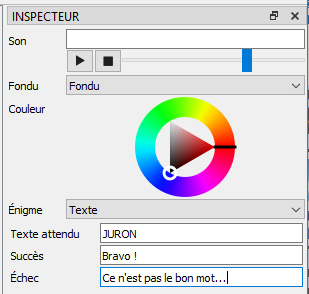 INSPECTEUR
Son
Fondu Fondu
Couleur
Énigme Texte
Texte attendu JURON
Succès Bravo !
Échec Ce n'est pas le bon mot...